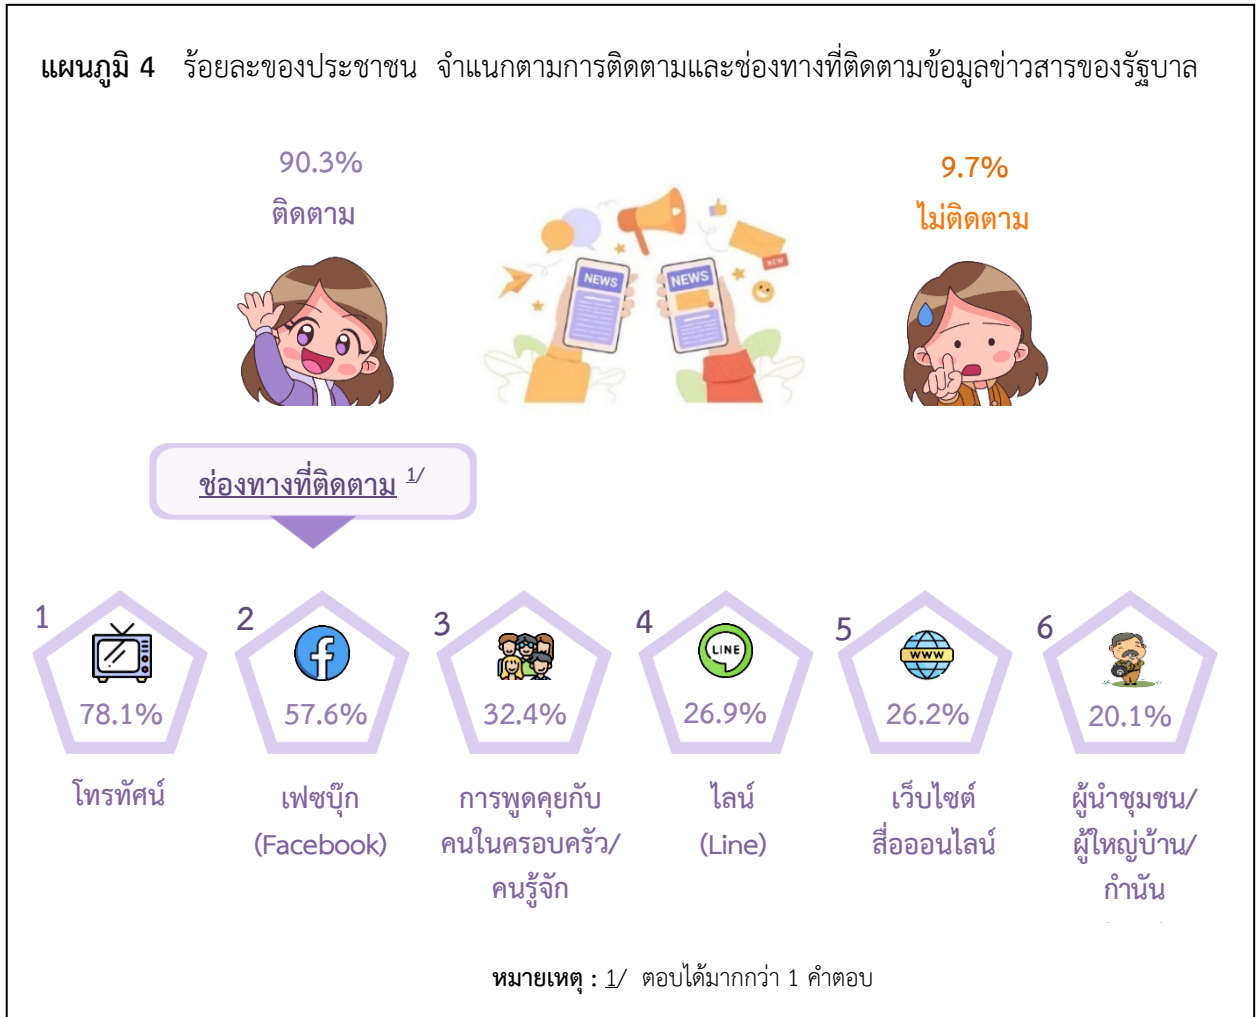 แผนภูมิ 4 ร้อยละของประชาชน จำแนกตามการติดตามและช่องทางที่ติดตามข้อมูลข่าวสารของรัฐบาล
90.3%
ติดตาม
9.7%
ไม่ติดตาม
NEWS
NEWS
NEW
ช่องทางที่ติดตาม 1/
1
2
3
4
5
6
LINE
www
78.1%
57.6%
32.4%
26.9%
26.2%
20.1%
โทรทัศน์
เฟซบุ๊ก
(Facebook)
การพูดคุยกับ
คนในครอบครัว/
คนรู้จัก
ไลน์
(Line)
เว็บไซต์
สื่อออนไลน์
ผู้นำชุมชน/
ผู้ใหญ่บ้าน/
กำนัน
หมายเหตุ : 1/ ตอบได้มากกว่า 1 คำตอบ